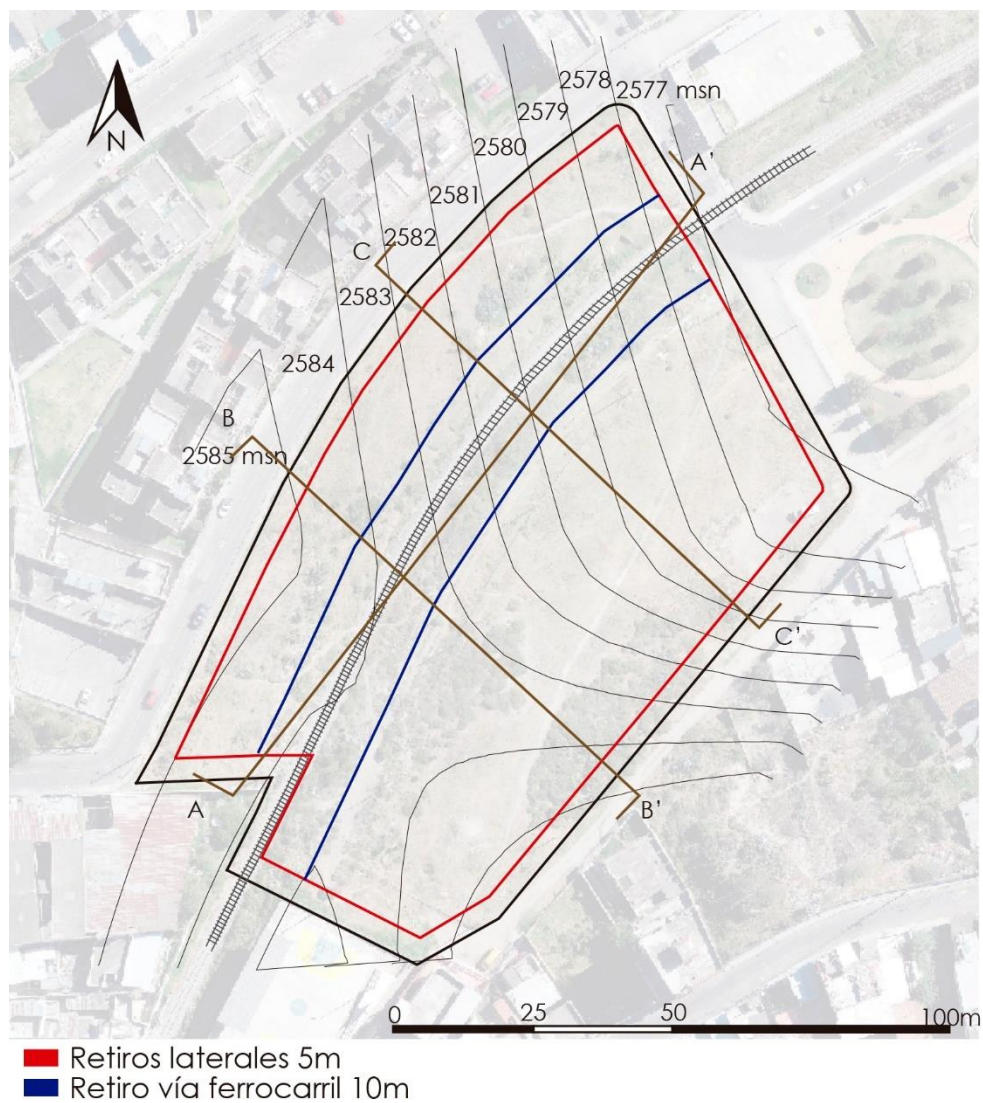 N
2578
2577 msn
2579
2580
A'
2581
2582
C
2583
2584
B
2585 msn
C'
A
B'
0
25
50
100m
Retiros laterales 5m
Retiro vía ferrocarril 10m